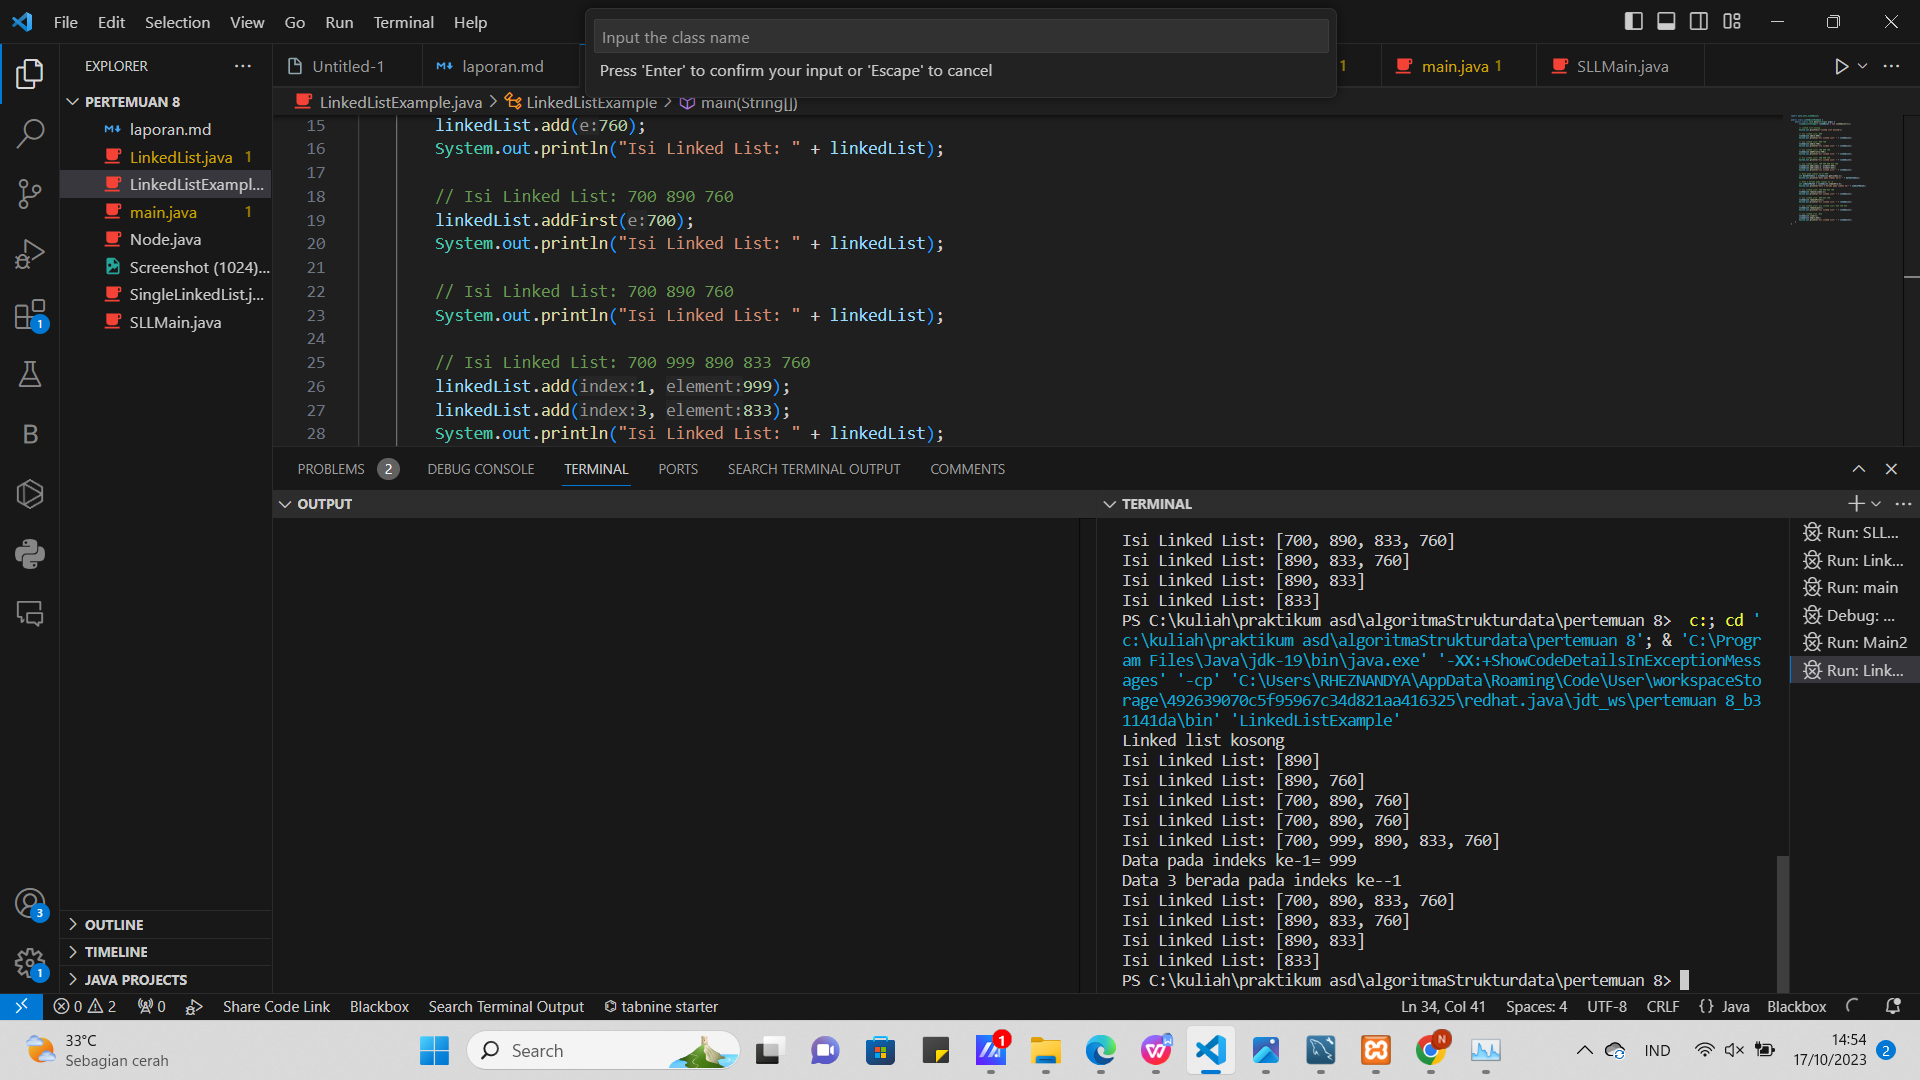 File Edit Selection View Go Run Terminal Help
Input the class name
Press 'Enter' to confirm your input or 'Escape' to cancel
EXPLORER
Untitled-1
laporan.md
1
main.java 1
SLLMain.java
PERTEMUAN 8
laporan.md
LinkedList.java 1
LinkedListExampl...
main.java 1
Node.java
Screenshot (1024)...
SingleLinkedList.j...
SLLMain.java
LinkedListExample.java > LinkedListExample > main(String[])
15 linkedList.add(e:760);
16 System.out.println("Isi Linked List: " + linkedList);
17
18 // Isi Linked List: 700 890 760
19 linkedList.addFirst(e:700);
20 System.out.println("Isi Linked List: " + linkedList);
21
22 // Isi Linked List: 700 890 760
23 System.out.println("Isi Linked List: " + linkedList);
24
25 // Isi Linked List: 700 999 890 833 760
26 linkedList.add(index:1, element:999);
27 linkedList.add(index:3, element:833);
28 System.out.println("Isi Linked List: " + linkedList);
PROBLEMS 2 DEBUG CONSOLE TERMINAL PORTS SEARCH TERMINAL OUTPUT COMMENTS
OUTPUT
TERMINAL
Isi Linked List: [700, 890, 833, 760]
Isi Linked List: [890, 833, 760]
Isi Linked List: [890, 833]
Isi Linked List: [833]
PS C:\kuliah\praktikum asd\algoritmaStrukturdata\pertemuan 8>  c:; cd '
c:\kuliah\praktikum asd\algoritmaStrukturdata\pertemuan 8'; & 'C:\Progr
am Files\Java\jdk-19\bin\java.exe' '-XX:+ShowCodeDetailsInExceptionMess
ages' '-cp' 'C:\Users\RHEZNANDYA\AppData\Roaming\Code\User\workspaceSto
rage\492639070c5f95967c34d821aa416325\redhat.java\jdt_ws\pertemuan 8_b3
1141da\bin' 'LinkedListExample'
Linked list kosong
Isi Linked List: [890]
Isi Linked List: [890, 760]
Isi Linked List: [700, 890, 760]
Isi Linked List: [700, 890, 760]
Isi Linked List: [700, 999, 890, 833, 760]
Data pada indeks ke-1= 999
Data 3 berada pada indeks ke--1
Isi Linked List: [700, 890, 833, 760]
Isi Linked List: [890, 833, 760]
Isi Linked List: [890, 833]
Isi Linked List: [833]
PS C:\kuliah\praktikum asd\algoritmaStrukturdata\pertemuan 8>
Run: SLL...
Run: Link...
Run: main
Debug: ...
Run: Main2
Run: Link...
1
B
3
1
OUTLINE
TIMELINE
JAVA PROJECTS
0 2 0 Share Code Link Blackbox Search Terminal Output tabnine starter
Ln 34, Col 41 Spaces: 4 UTF-8 CRLF {} Java Blackbox
33°C
Sebagian cerah
Search
1
N
IND
14:54
17/10/2023
2